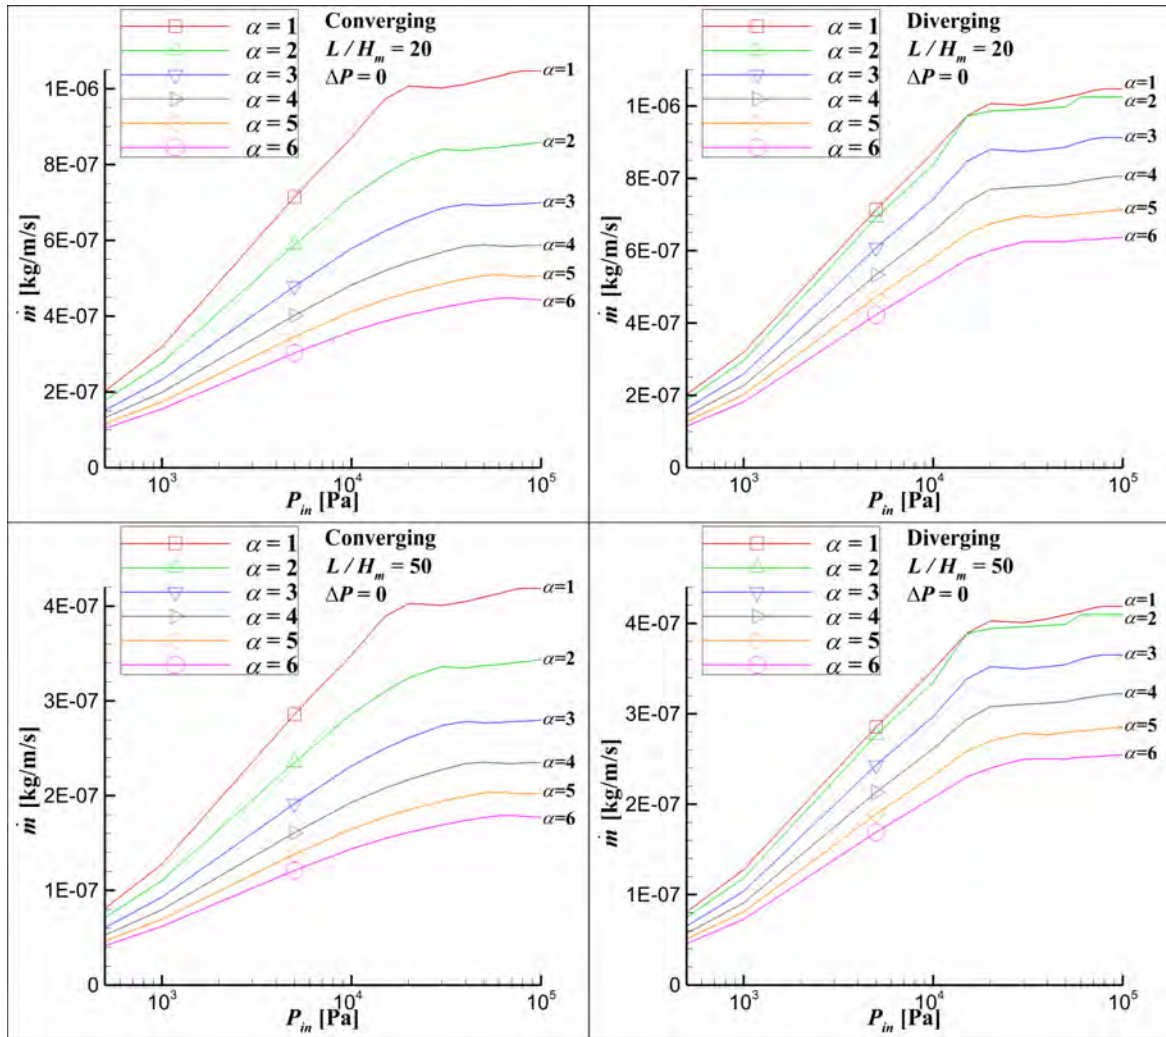 α = 1
α = 2
α = 3
α = 4
α = 5
α = 6
Converging
L / Hm = 20
ΔP = 0
α=1
α=2
α=3
α=4
α=5
α=6
1E-06
8E-07
6E-07
4E-07
2E-07
0
ṁ [kg/m/s]
10³ 10⁴ 10⁵
Pin [Pa]
α = 1
α = 2
α = 3
α = 4
α = 5
α = 6
Diverging
L / Hm = 20
ΔP = 0
α=1
α=2
α=3
α=4
α=5
α=6
1E-06
8E-07
6E-07
4E-07
2E-07
0
ṁ [kg/m/s]
10³ 10⁴ 10⁵
Pin [Pa]
α = 1
α = 2
α = 3
α = 4
α = 5
α = 6
Converging
L / Hm = 50
ΔP = 0
α=1
α=2
α=3
α=4
α=5
α=6
4E-07
3E-07
2E-07
1E-07
0
ṁ [kg/m/s]
10³ 10⁴ 10⁵
Pin [Pa]
α = 1
α = 2
α = 3
α = 4
α = 5
α = 6
Diverging
L / Hm = 50
ΔP = 0
α=1
α=2
α=3
α=4
α=5
α=6
4E-07
3E-07
2E-07
1E-07
0
ṁ [kg/m/s]
10³ 10⁴ 10⁵
Pin [Pa]